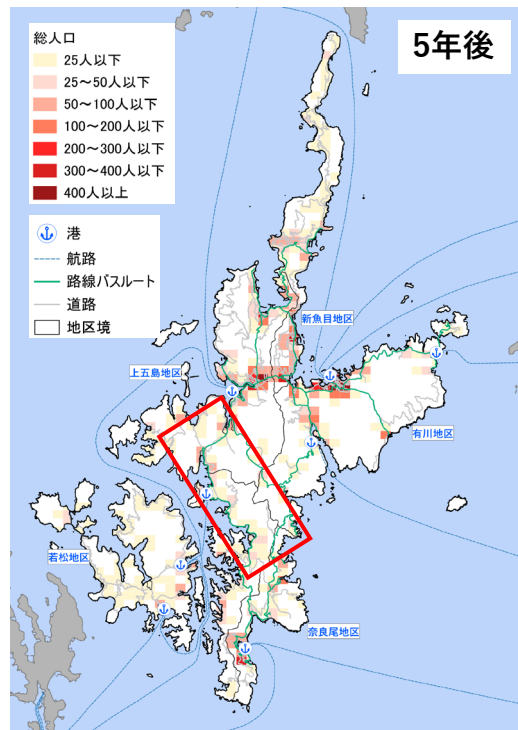 5年後
総人口
25人以下
25～50人以下
50～100人以下
100～200人以下
200～300人以下
300～400人以下
400人以上
港
航路
路線バスルート
道路
地区境
新魚目地区
上五島地区
有川地区
若松地区
奈良尾地区